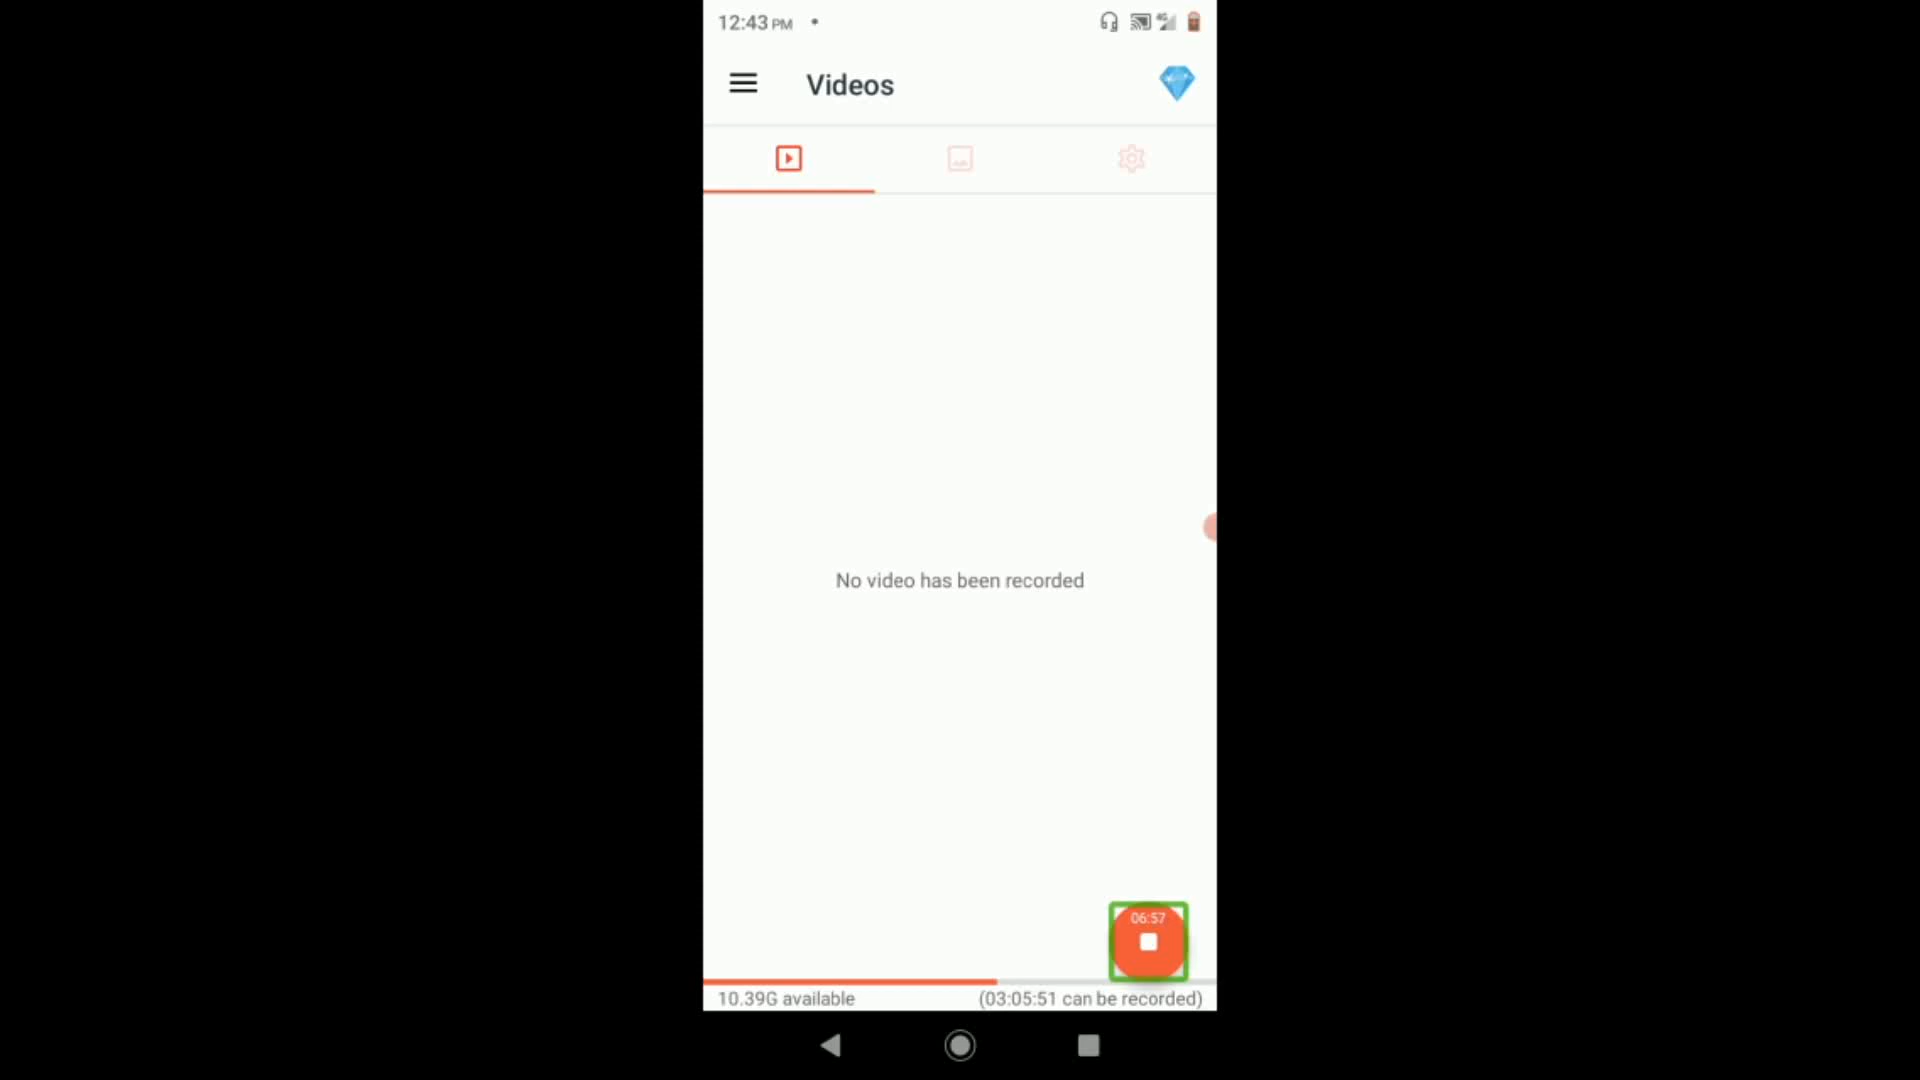 12:43 PM
4G
Videos
No video has been recorded
06:57
10.39G available
(03:05:51 can be recorded)